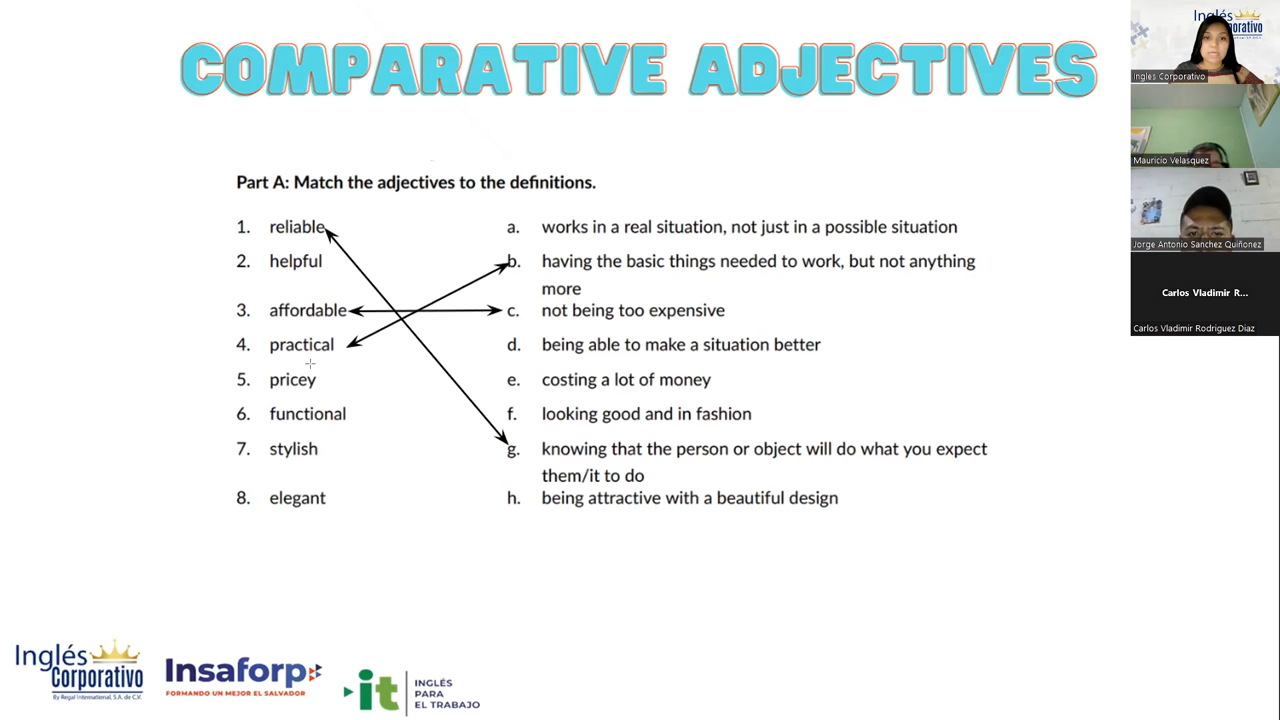 COMPARATIVE ADJECTIVES
Part A: Match the adjectives to the definitions.
1. reliable
2. helpful
3. affordable
4. practical
5. pricey
6. functional
7. stylish
8. elegant
a. works in a real situation, not just in a possible situation
b. having the basic things needed to work, but not anything
more
c. not being too expensive
d. being able to make a situation better
e. costing a lot of money
f. looking good and in fashion
g. knowing that the person or object will do what you expect
them/it to do
h. being attractive with a beautiful design
Inglés
Corporativo
By Regal International, S.A. de C.V.
Insaforp
FORMANDO UN MEJOR EL SALVADOR
it
INGLÉS
PARA
EL TRABAJO
Inglés
Corporativo
Ingles Corporativo
Mauricio Velasquez
Jorge Antonio Sanchez Quiñonez
Carlos Vladimir R...
Carlos Vladimir Rodriguez Diaz